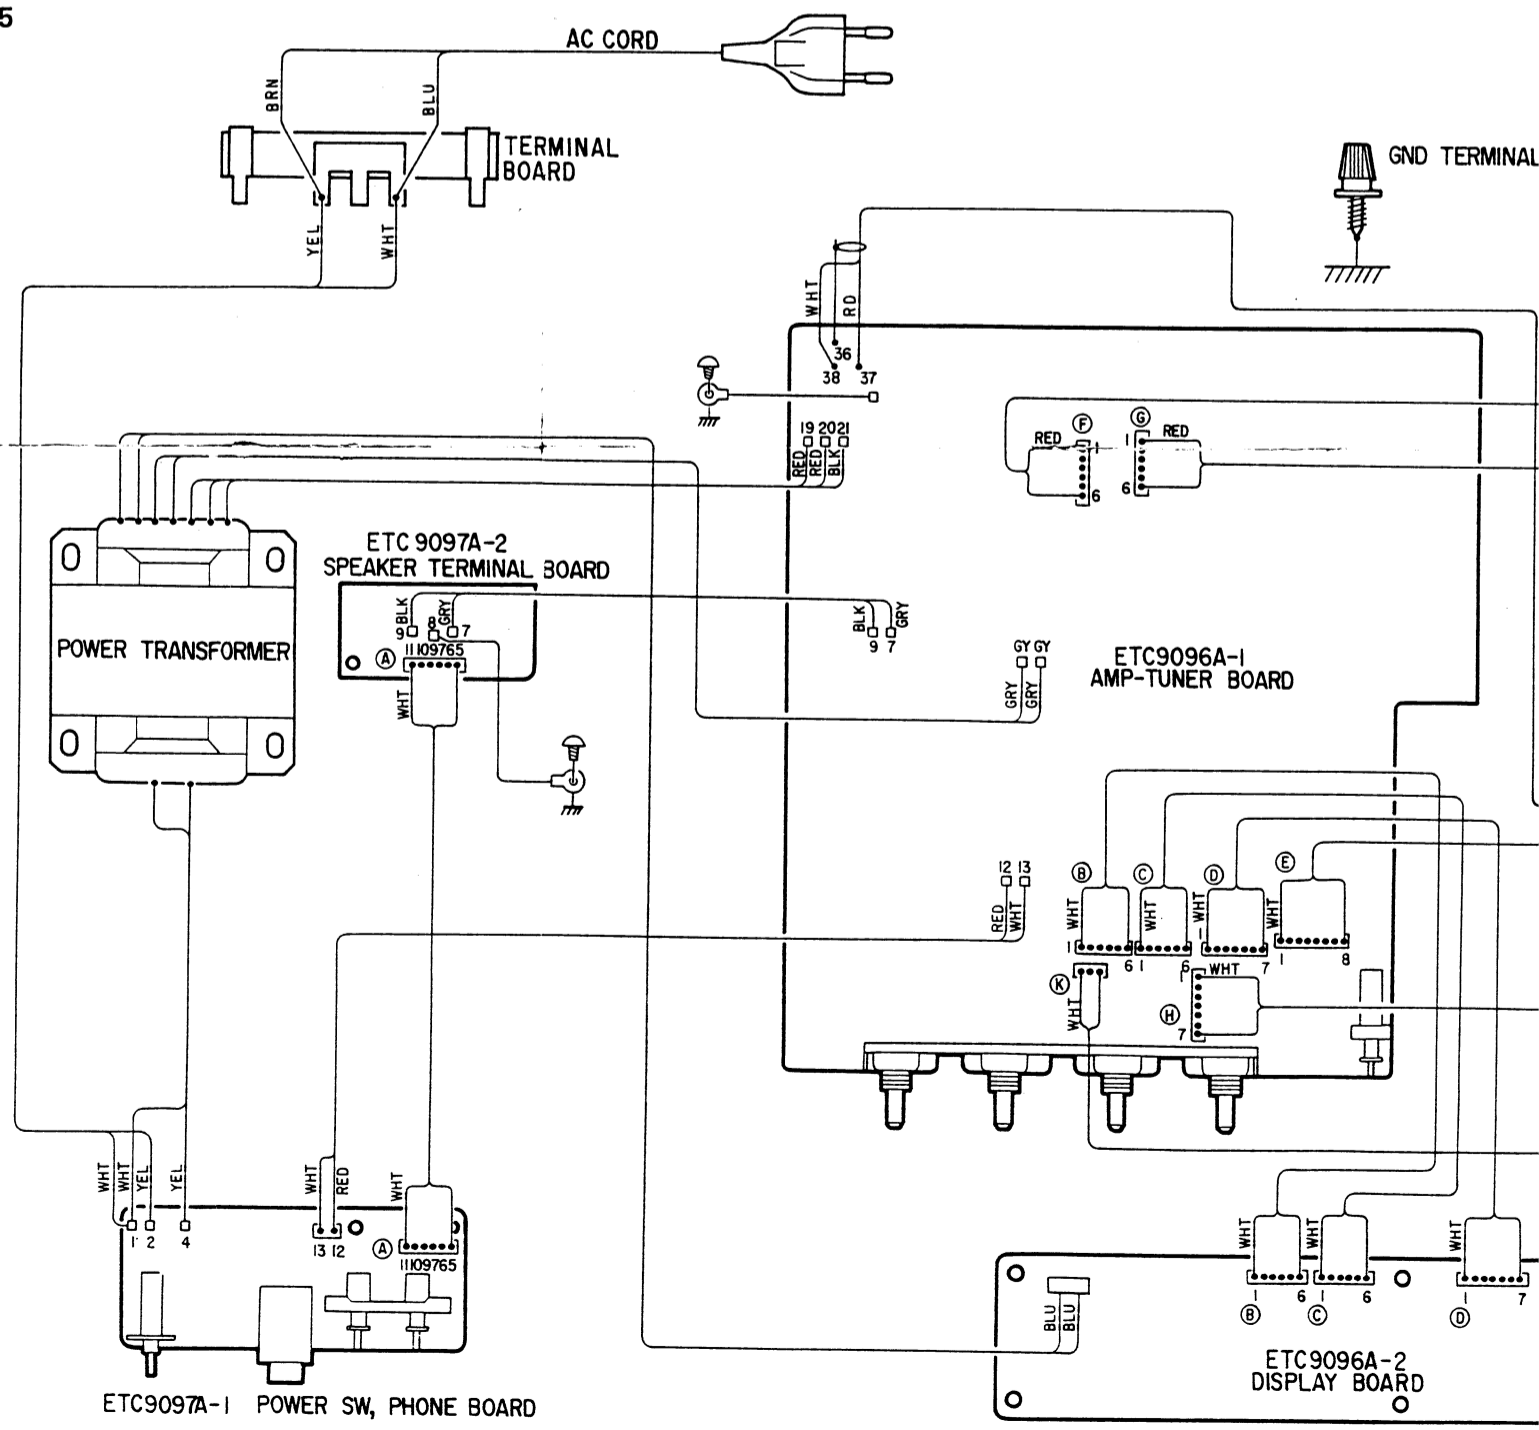 5
AC CORD
BRN
BLU
TERMINAL
BOARD
YEL
WHT
GND TERMINAL
WHT
RD
36
38 37
19 20 21
RED
RED
BLK
F
G
RED
1
1
RED
6
6
ETC 9097A-2
SPEAKER TERMINAL BOARD
BLK
GRY
9
8
7
A
11109765
WHT
BLK
GRY
9 7
POWER TRANSFORMER
GY GY
GRY
GRY
ETC9096A-1
AMP-TUNER BOARD
12 13
RED
WHT
B
C
D
E
WHT
WHT
WHT
WHT
1
6
1
6
1
7
1
8
K
WHT
1
WHT
H
7
WHT
WHT
YEL
YEL
1 2 4
WHT
RED
13 12
WHT
A
11109765
ETC9097A-1 POWER SW, PHONE BOARD
BLU
BLU
WHT
WHT
WHT
1
6
1
6
1
7
B
C
D
ETC9096A-2
DISPLAY BOARD